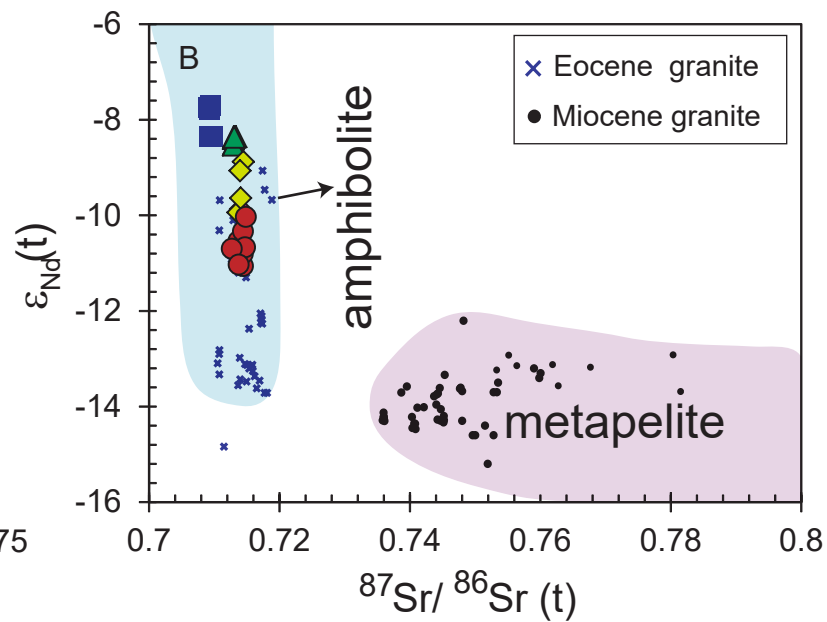 -6
B
× Eocene granite
• Miocene granite
-8
-10
-12
-14
-16
εNd(t)
amphibolite
metapelite
75
0.7
0.72
0.74
0.76
0.78
0.8
87Sr/ 86Sr (t)